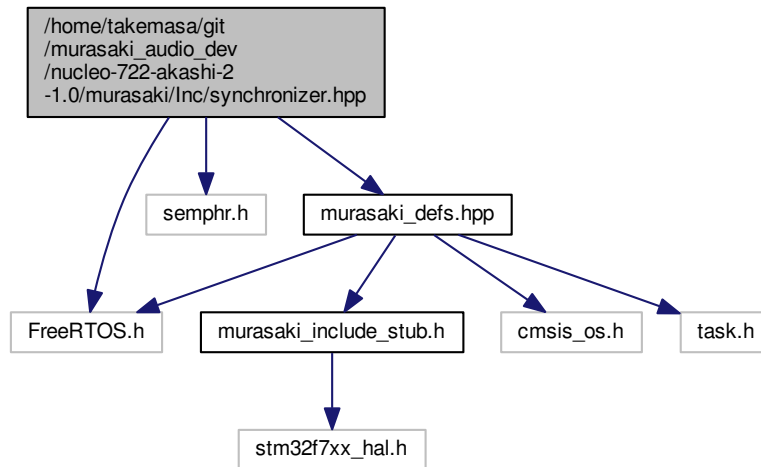 /home/takemasa/git
/murasaki_audio_dev
/nucleo-722-akashi-2
-1.0/murasaki/Inc/synchronizer.hpp
semphr.h
murasaki_defs.hpp
FreeRTOS.h
murasaki_include_stub.h
cmsis_os.h
task.h
stm32f7xx_hal.h